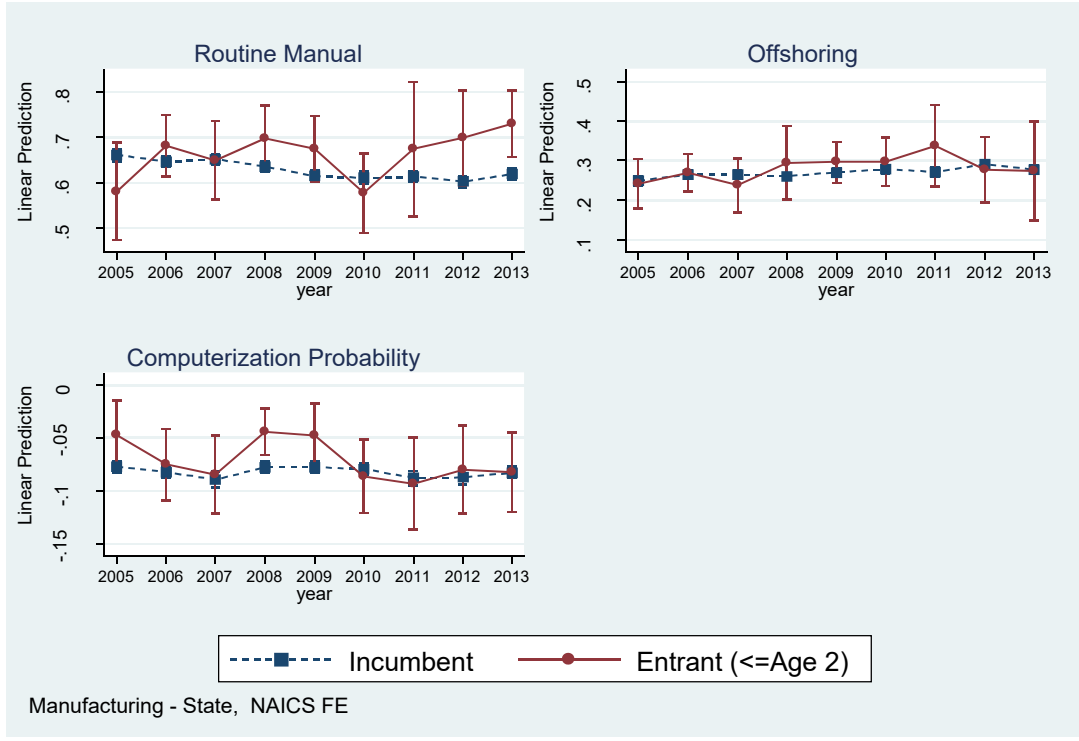 Routine Manual
Linear Prediction
.8
.7
.6
.5
2005 2006 2007 2008 2009 2010 2011 2012 2013
year
Offshoring
Linear Prediction
.5
.4
.3
.2
.1
2005 2006 2007 2008 2009 2010 2011 2012 2013
year
Computerization Probability
Linear Prediction
0
-.05
-.1
-.15
2005 2006 2007 2008 2009 2010 2011 2012 2013
year
Incumbent
Entrant (<=Age 2)
Manufacturing - State, NAICS FE